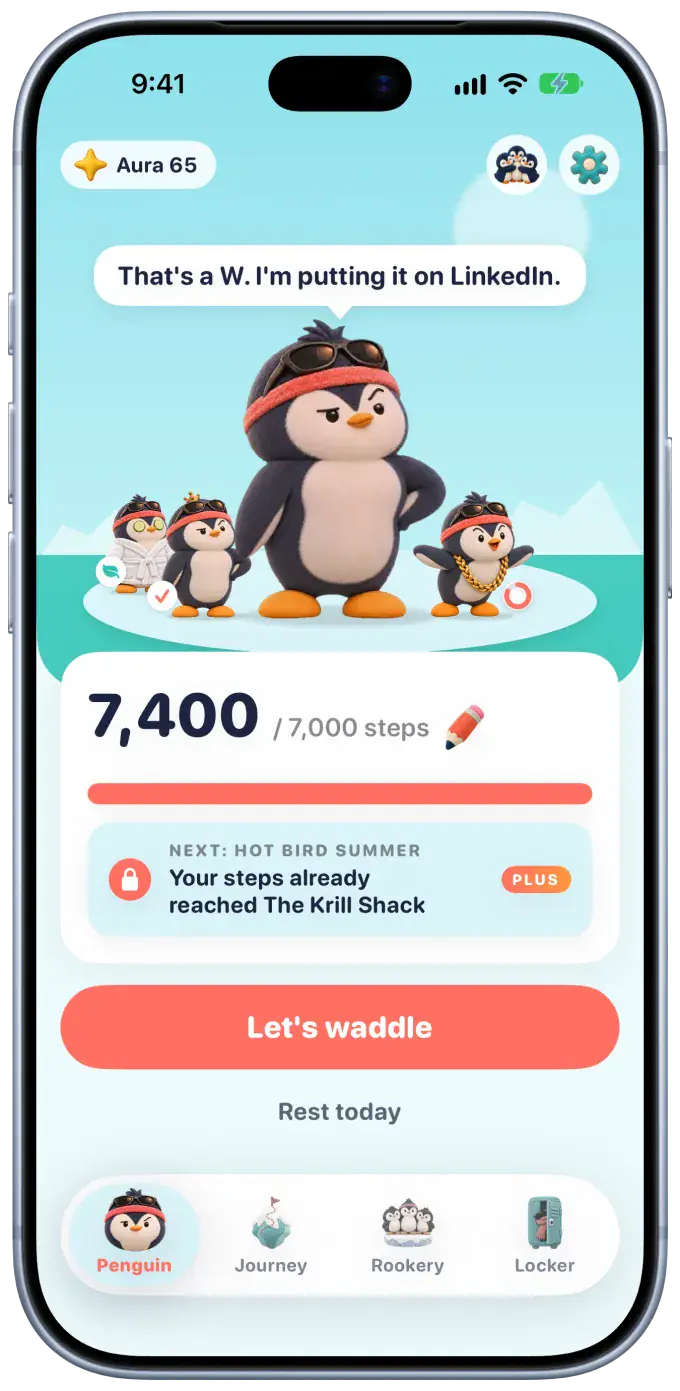 9:41
Aura 65
That's a W. I'm putting it on LinkedIn.
7,400 / 7,000 steps
NEXT: HOT BIRD SUMMER
Your steps already
reached The Krill Shack
PLUS
Let's waddle
Rest today
Penguin
Journey
Rookery
Locker